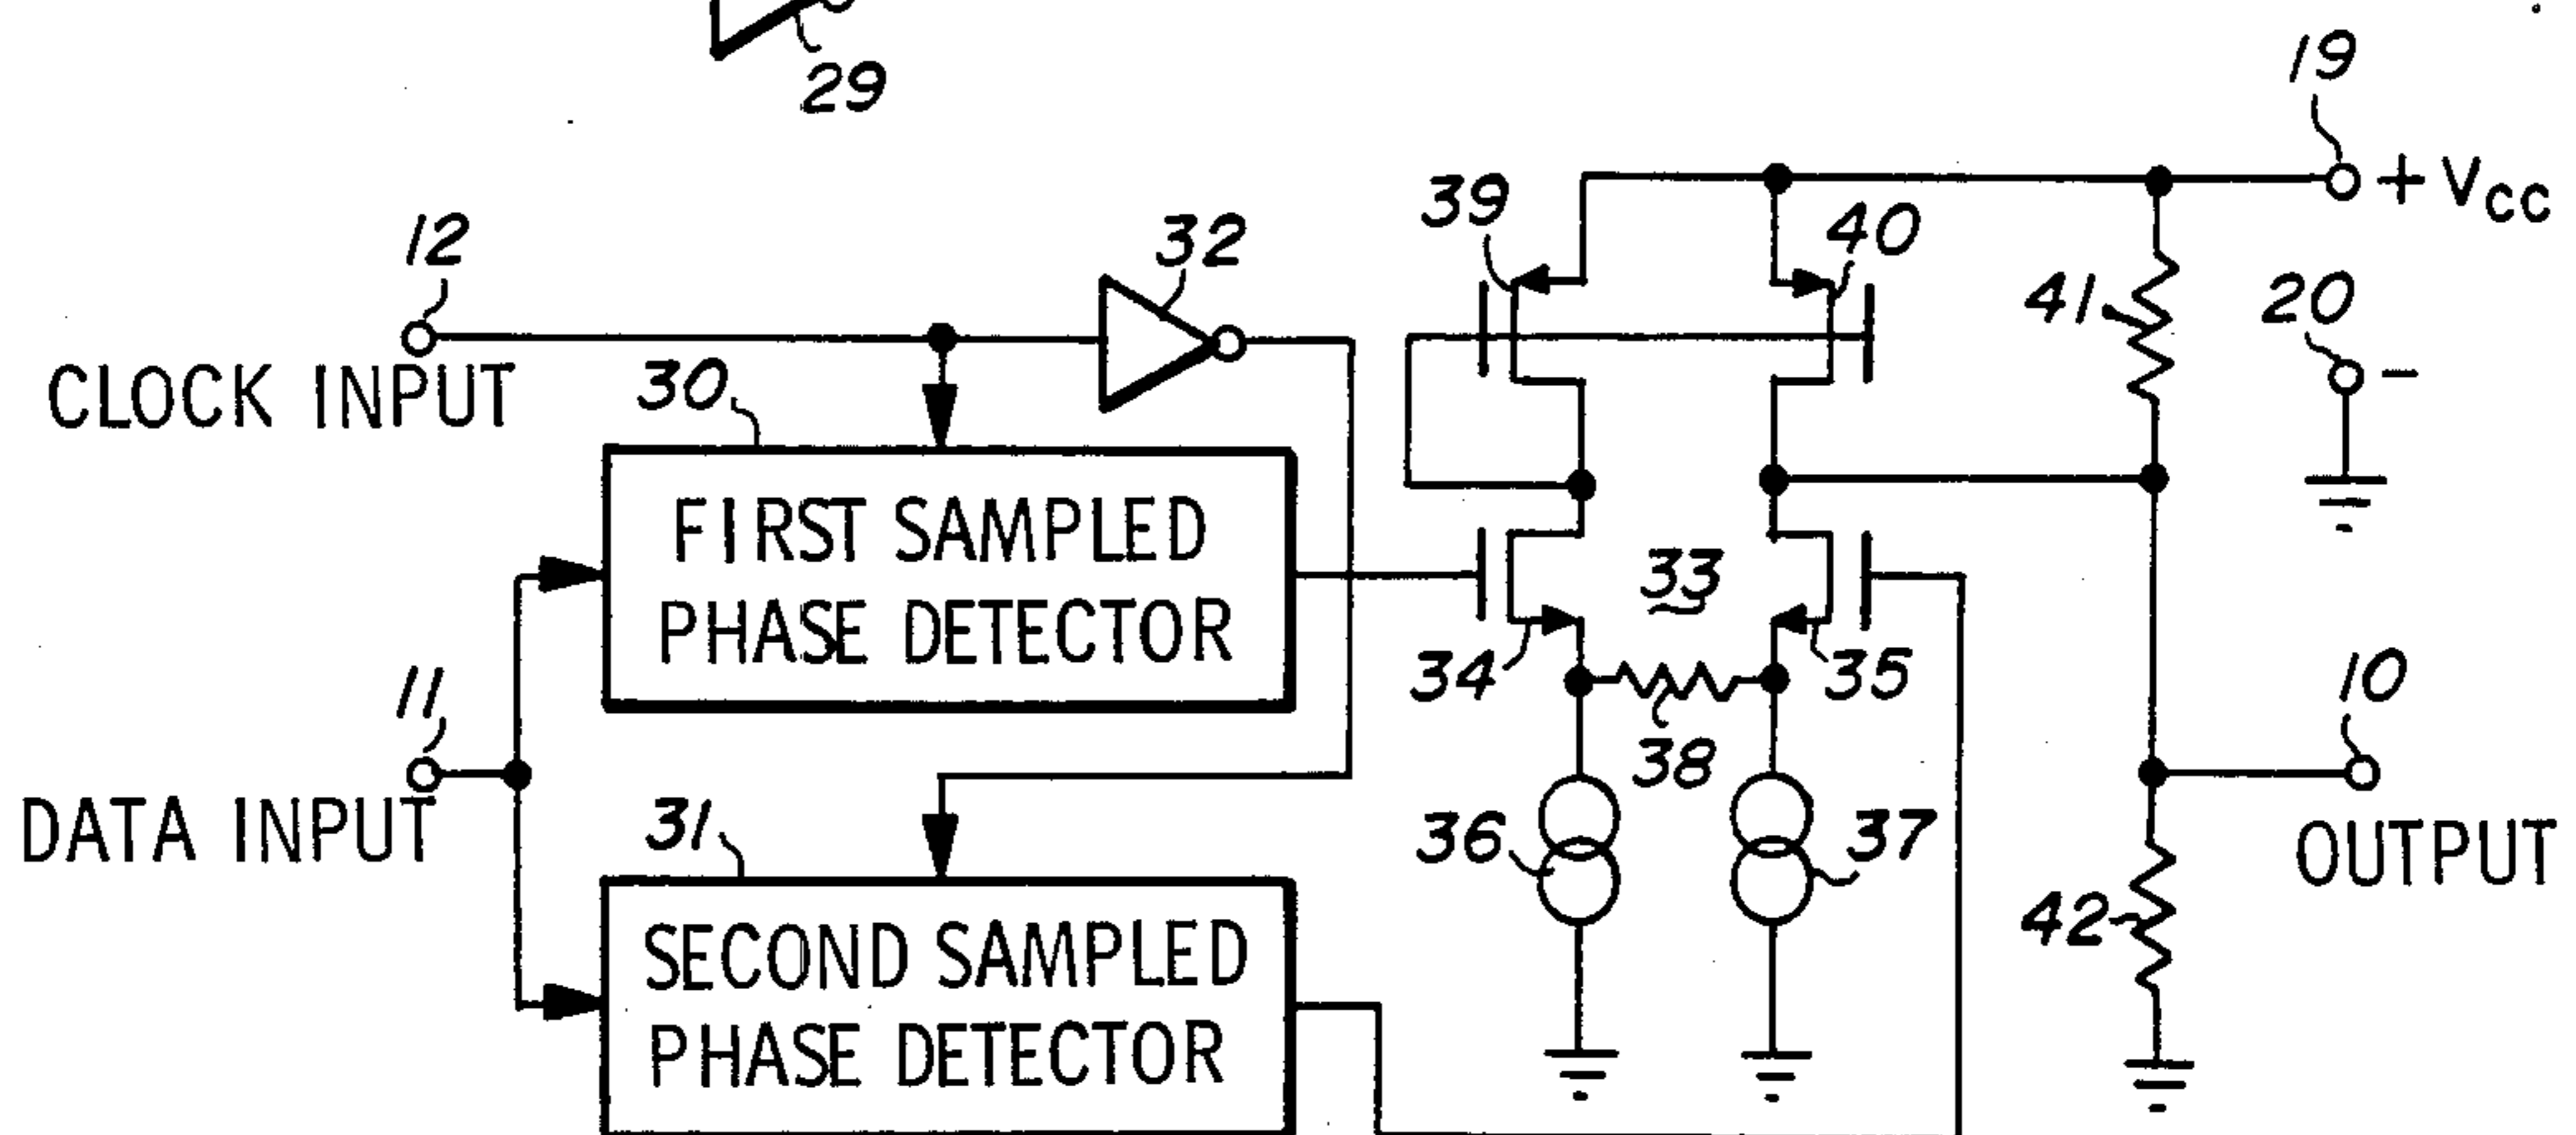 29
19
+ VCC
39
40
12
32
41
20
-
CLOCK INPUT
30
FIRST SAMPLED
PHASE DETECTOR
33
34
35
11
38
10
DATA INPUT
31
36
37
OUTPUT
42
SECOND SAMPLED
PHASE DETECTOR